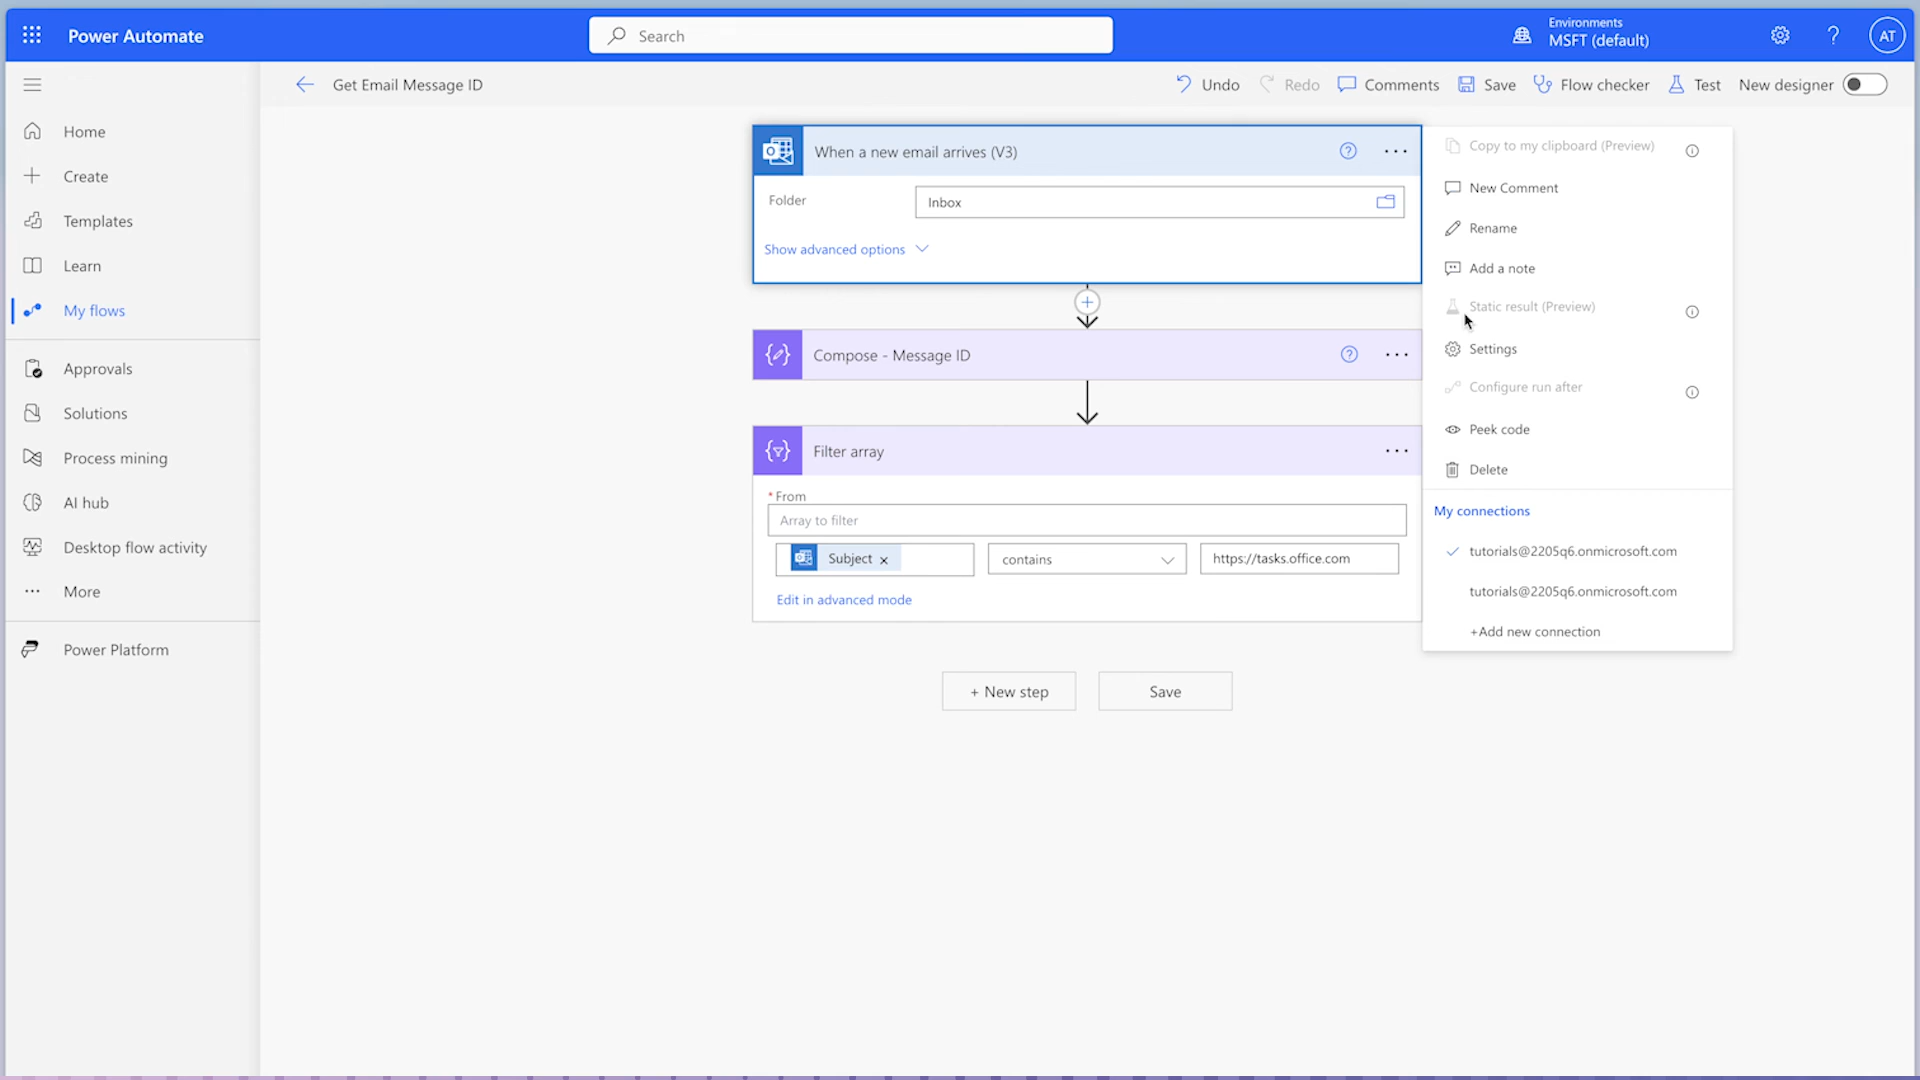 Power Automate
Search
Environments
MSFT (default)
?
AT
Get Email Message ID
Undo
Redo
Comments
Save
Flow checker
Test
New designer
Home
Create
Templates
Learn
My flows
Approvals
Solutions
Process mining
AI hub
Desktop flow activity
More
Power Platform
When a new email arrives (V3)
Folder
Inbox
Show advanced options
Compose - Message ID
Filter array
* From
Array to filter
Subject ×
contains
https://tasks.office.com
Edit in advanced mode
+ New step
Save
Copy to my clipboard (Preview)
New Comment
Rename
Add a note
Static result (Preview)
Settings
Configure run after
Peek code
Delete
My connections
tutorials@2205q6.onmicrosoft.com
tutorials@2205q6.onmicrosoft.com
+Add new connection